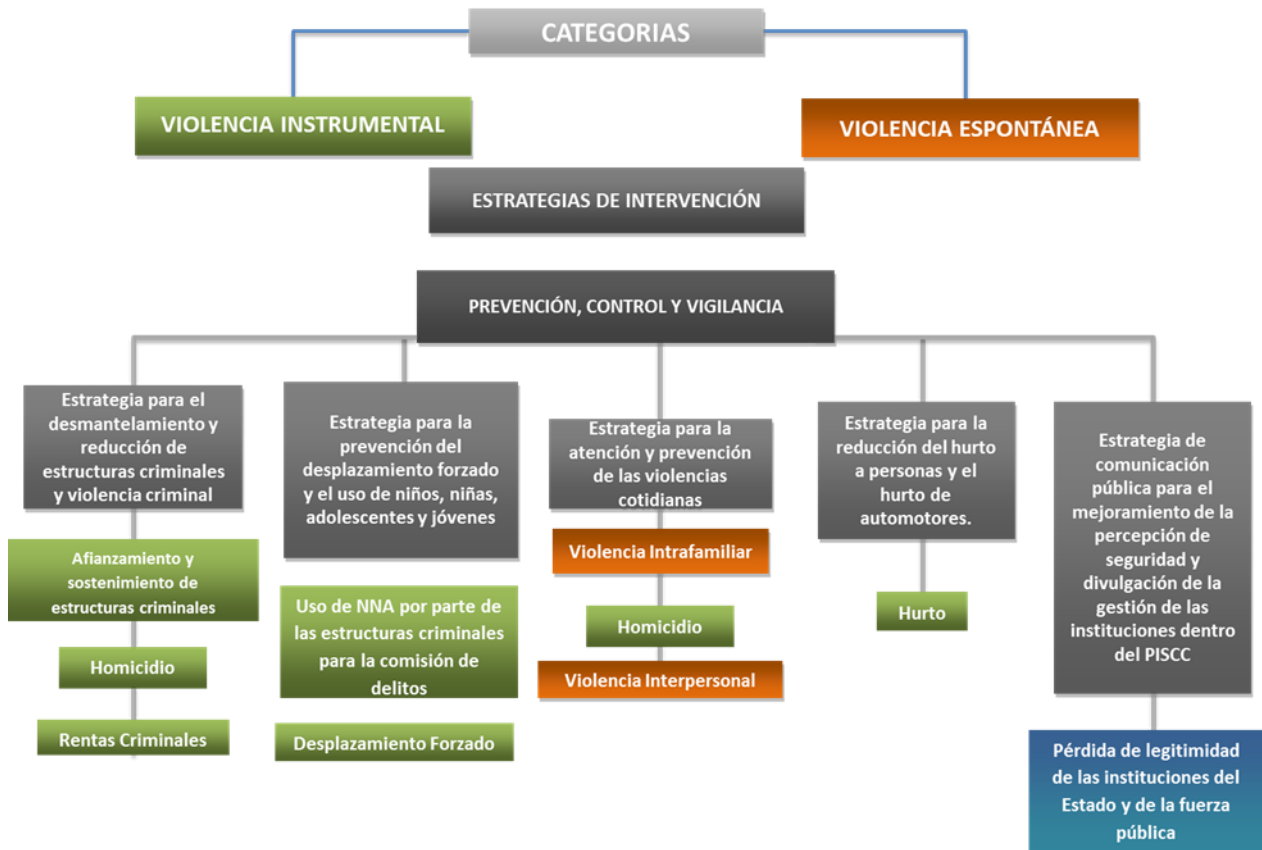 CATEGORIAS
VIOLENCIA INSTRUMENTAL
VIOLENCIA ESPONTÁNEA
ESTRATEGIAS DE INTERVENCIÓN
PREVENCIÓN, CONTROL Y VIGILANCIA
Estrategia para el
desmantelamiento y
reducción de
estructuras criminales
y violencia criminal
Afianzamiento y
sostenimiento de
estructuras criminales
Homicidio
Rentas Criminales
Estrategia para la
prevención del
desplazamiento forzado
y el uso de niños, niñas,
adolescentes y jóvenes
Uso de NNA por parte de
las estructuras criminales
para la comisión de
delitos
Desplazamiento Forzado
Estrategia para la
atención y prevención
de las violencias
cotidianas
Violencia Intrafamiliar
Homicidio
Violencia Interpersonal
Estrategia para la
reducción del hurto
a personas y el
hurto de
automotores.
Hurto
Estrategia de
comunicación
pública para el
mejoramiento de la
percepción de
seguridad y
divulgación de la
gestión de las
instituciones dentro
del PISCC
Pérdida de legitimidad
de las instituciones del
Estado y de la fuerza
pública